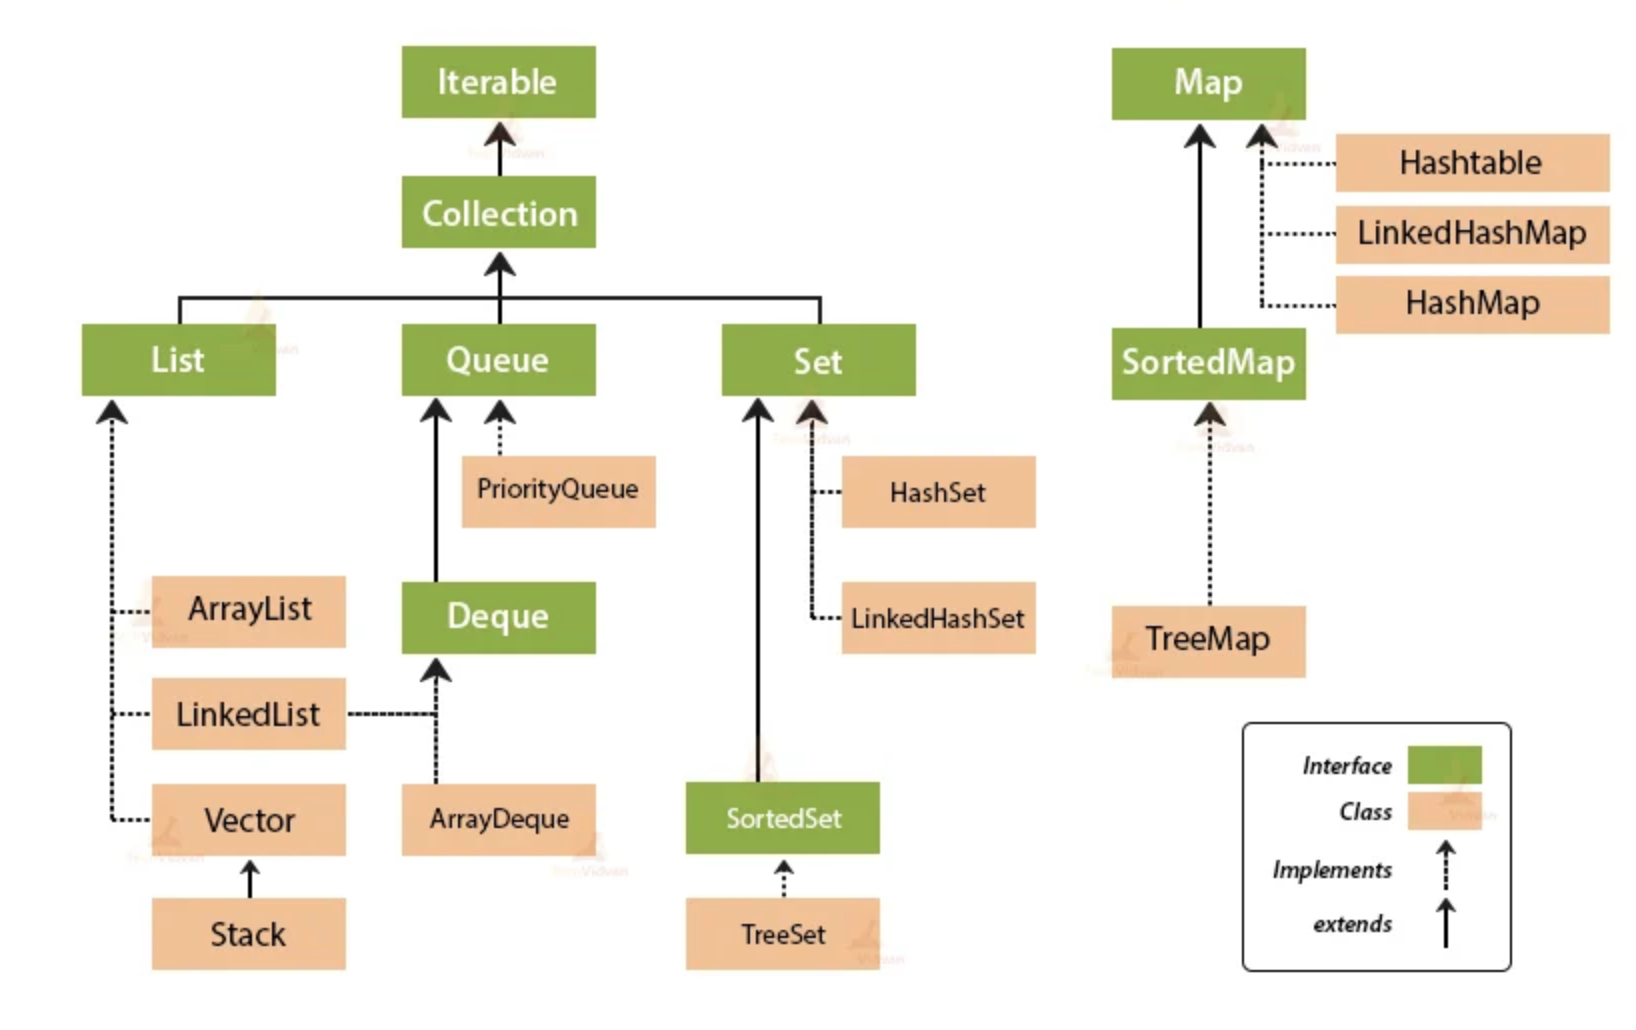 Iterable
Map
Hashtable
Collection
LinkedHashMap
HashMap
List
Queue
Set
SortedMap
PriorityQueue
HashSet
ArrayList
Deque
LinkedHashSet
TreeMap
LinkedList
Interface
Class
Vector
ArrayDeque
SortedSet
Implements
extends
Stack
TreeSet